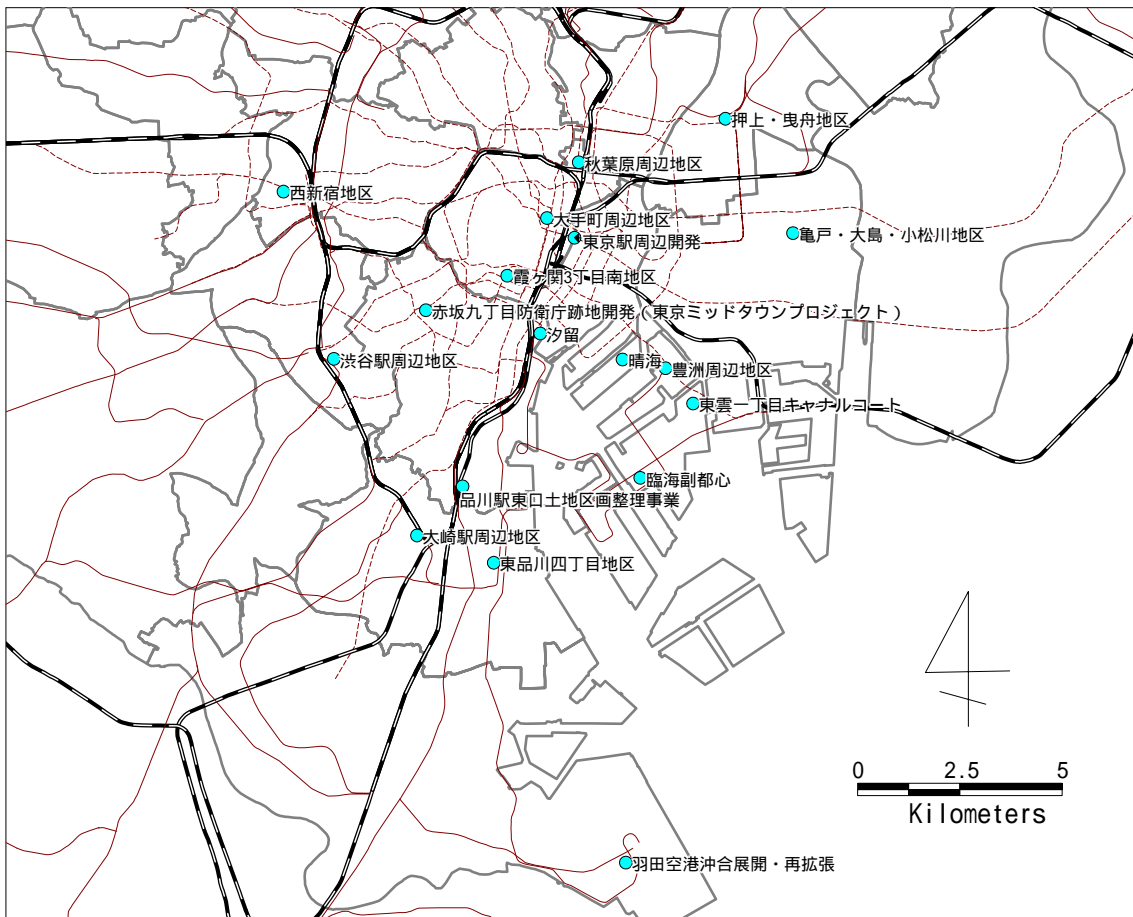 押上・曳舟地区
秋葉原周辺地区
西新宿地区
大手町周辺地区
東京駅周辺開発
亀戸・大島・小松川地区
霞ヶ関3丁目南地区
赤坂九丁目防衛庁跡地開発（東京ミッドタウンプロジェクト）
汐留
渋谷駅周辺地区
晴海
豊洲周辺地区
東雲一丁目キャナルコート
臨海副都心
品川駅東口土地区画整理事業
大崎駅周辺地区
東品川四丁目地区
0 2.5 5
Kilometers
羽田空港沖合展開・再拡張